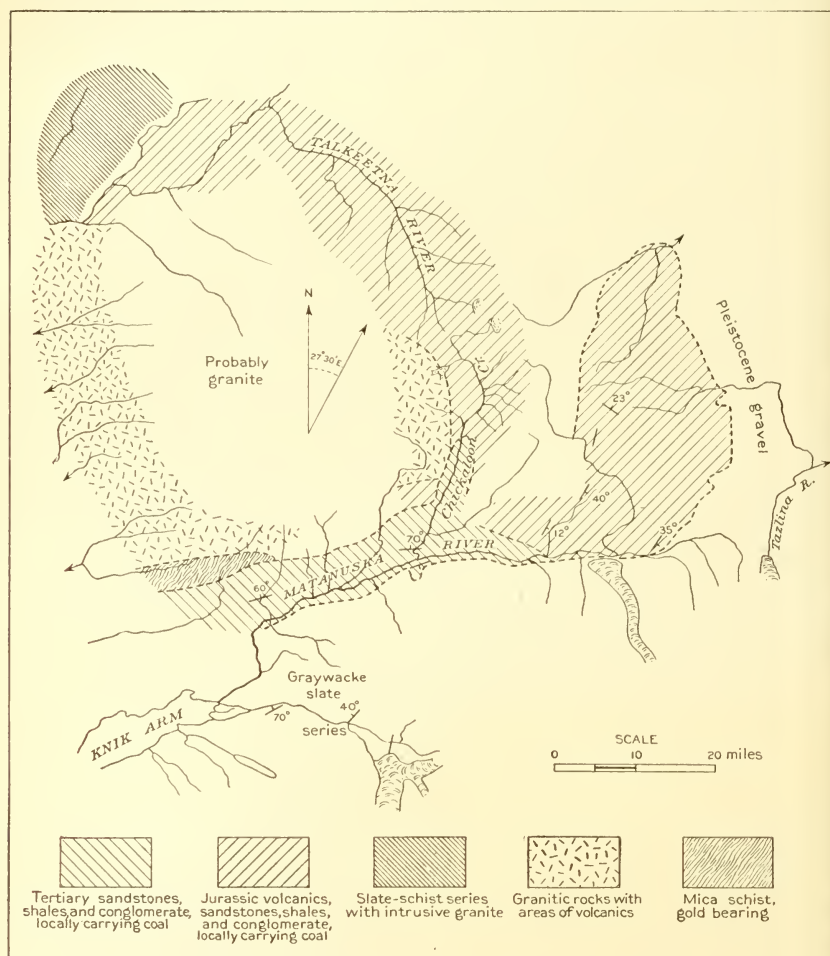 TALKEETNA
RIVER
N
27°30'E
Probably
granite
Pleistocene
gravel
23°
Cr.
Chickaloon
40°
12°
35°
70°
RIVER
MATANUSKA
60°
Tazlina R.
Graywacke
slate
series
40°
70°
KNIK ARM
SCALE
0 10 20 miles
Tertiary sandstones,
shales, and conglomerate,
locally carrying coal
Jurassic volcanics,
sandstones, shales,
and conglomerate,
locally carrying coal
Slate-schist series
with intrusive granite
Granitic rocks with
areas of volcanics
Mica schist,
gold bearing